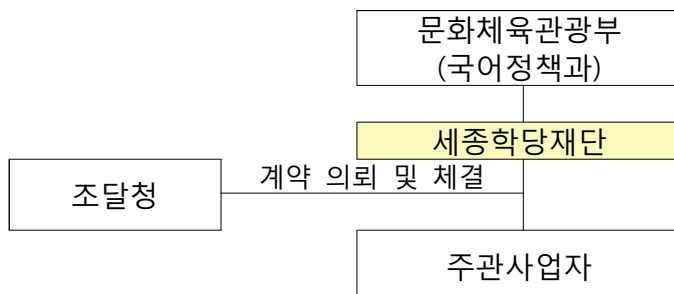 문화체육관광부
(국어정책과)
세종학당재단
계약 의뢰 및 체결
조달청
주관사업자